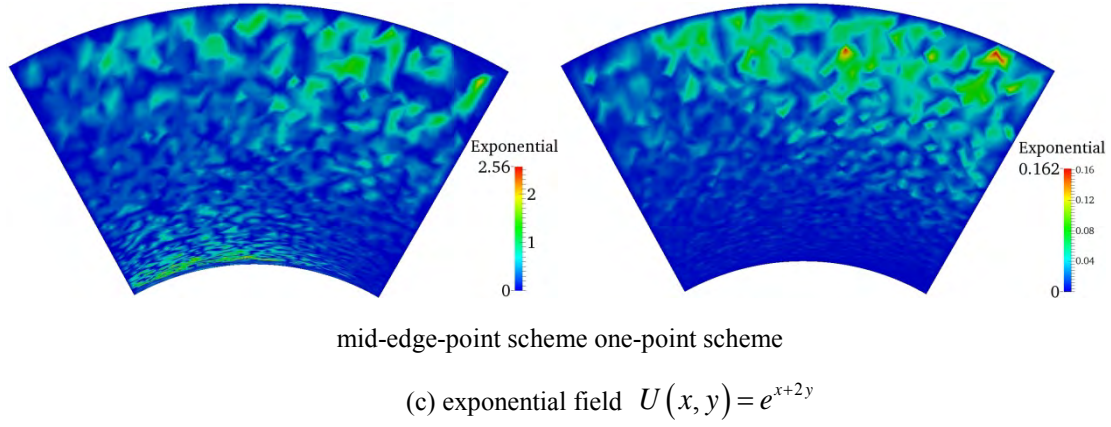 Exponential
2.56
2
1
0
Exponential
0.162
0.16
0.12
0.08
0.04
0
mid-edge-point scheme one-point scheme
(c) exponential field U(x, y) = e^{x+2y}